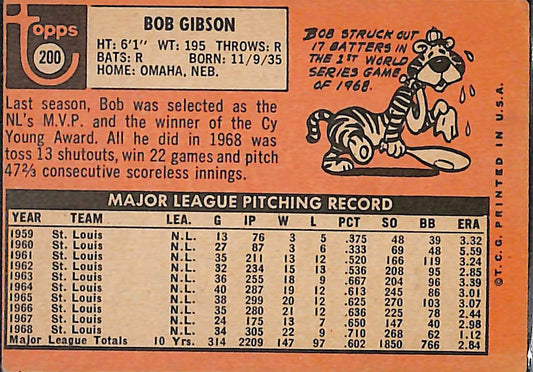 Topps
200
BOB GIBSON
HT: 6'1" WT: 195 THROWS: R
BATS: R BORN: 11/9/35
HOME: OMAHA, NEB.
Last season, Bob was selected as the
NL's M.V.P. and the winner of the Cy
Young Award. All he did in 1968 was
toss 13 shutouts, win 22 games and pitch
47⅔ consecutive scoreless innings.
BOB STRUCK OUT
17 BATTERS IN
THE 1ST WORLD
SERIES GAME
OF 1968.
MAJOR LEAGUE PITCHING RECORD
YEAR TEAM LEA. G IP W L PCT SO BB ERA
1959 St. Louis N.L. 13 76 3 5 .375 48 39 3.32
1960 St. Louis N.L. 27 87 3 6 .333 69 48 5.59
1961 St. Louis N.L. 35 211 13 12 .520 166 119 3.24
1962 St. Louis N.L. 32 234 15 13 .536 208 95 2.85
1963 St. Louis N.L. 36 255 18 9 .667 204 96 3.39
1964 St. Louis N.L. 40 287 19 12 .613 245 86 3.01
1965 St. Louis N.L. 38 299 20 12 .625 270 103 3.07
1966 St. Louis N.L. 35 280 21 12 .636 225 78 2.44
1967 St. Louis N.L. 24 175 13 7 .650 147 40 2.98
1968 St. Louis N.L. 34 305 22 9 .710 268 62 1.12
Major League Totals 10 Yrs. 314 2209 147 97 .602 1850 766 2.84
© T.C.G. PRINTED IN U.S.A.